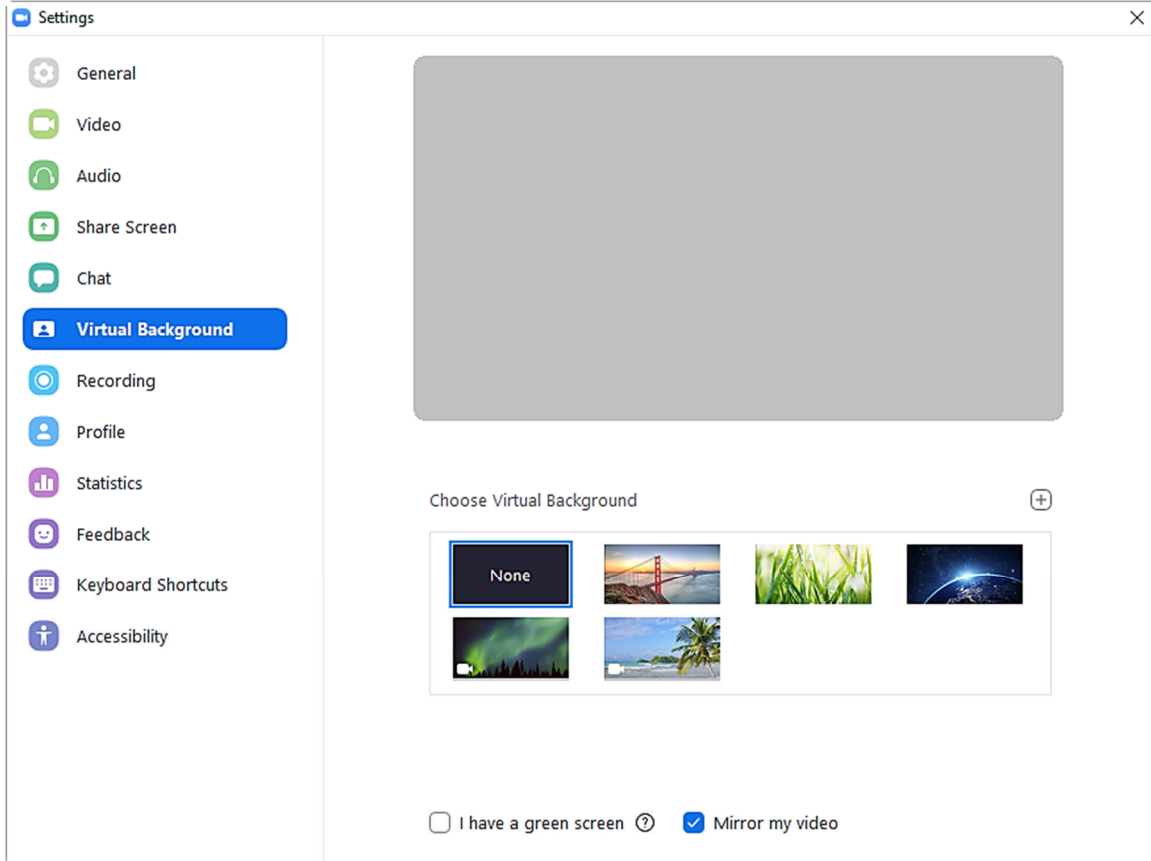 Settings
General
Video
Audio
Share Screen
Chat
Virtual Background
Recording
Profile
Statistics
Feedback
Keyboard Shortcuts
Accessibility
Choose Virtual Background
None
I have a green screen
Mirror my video